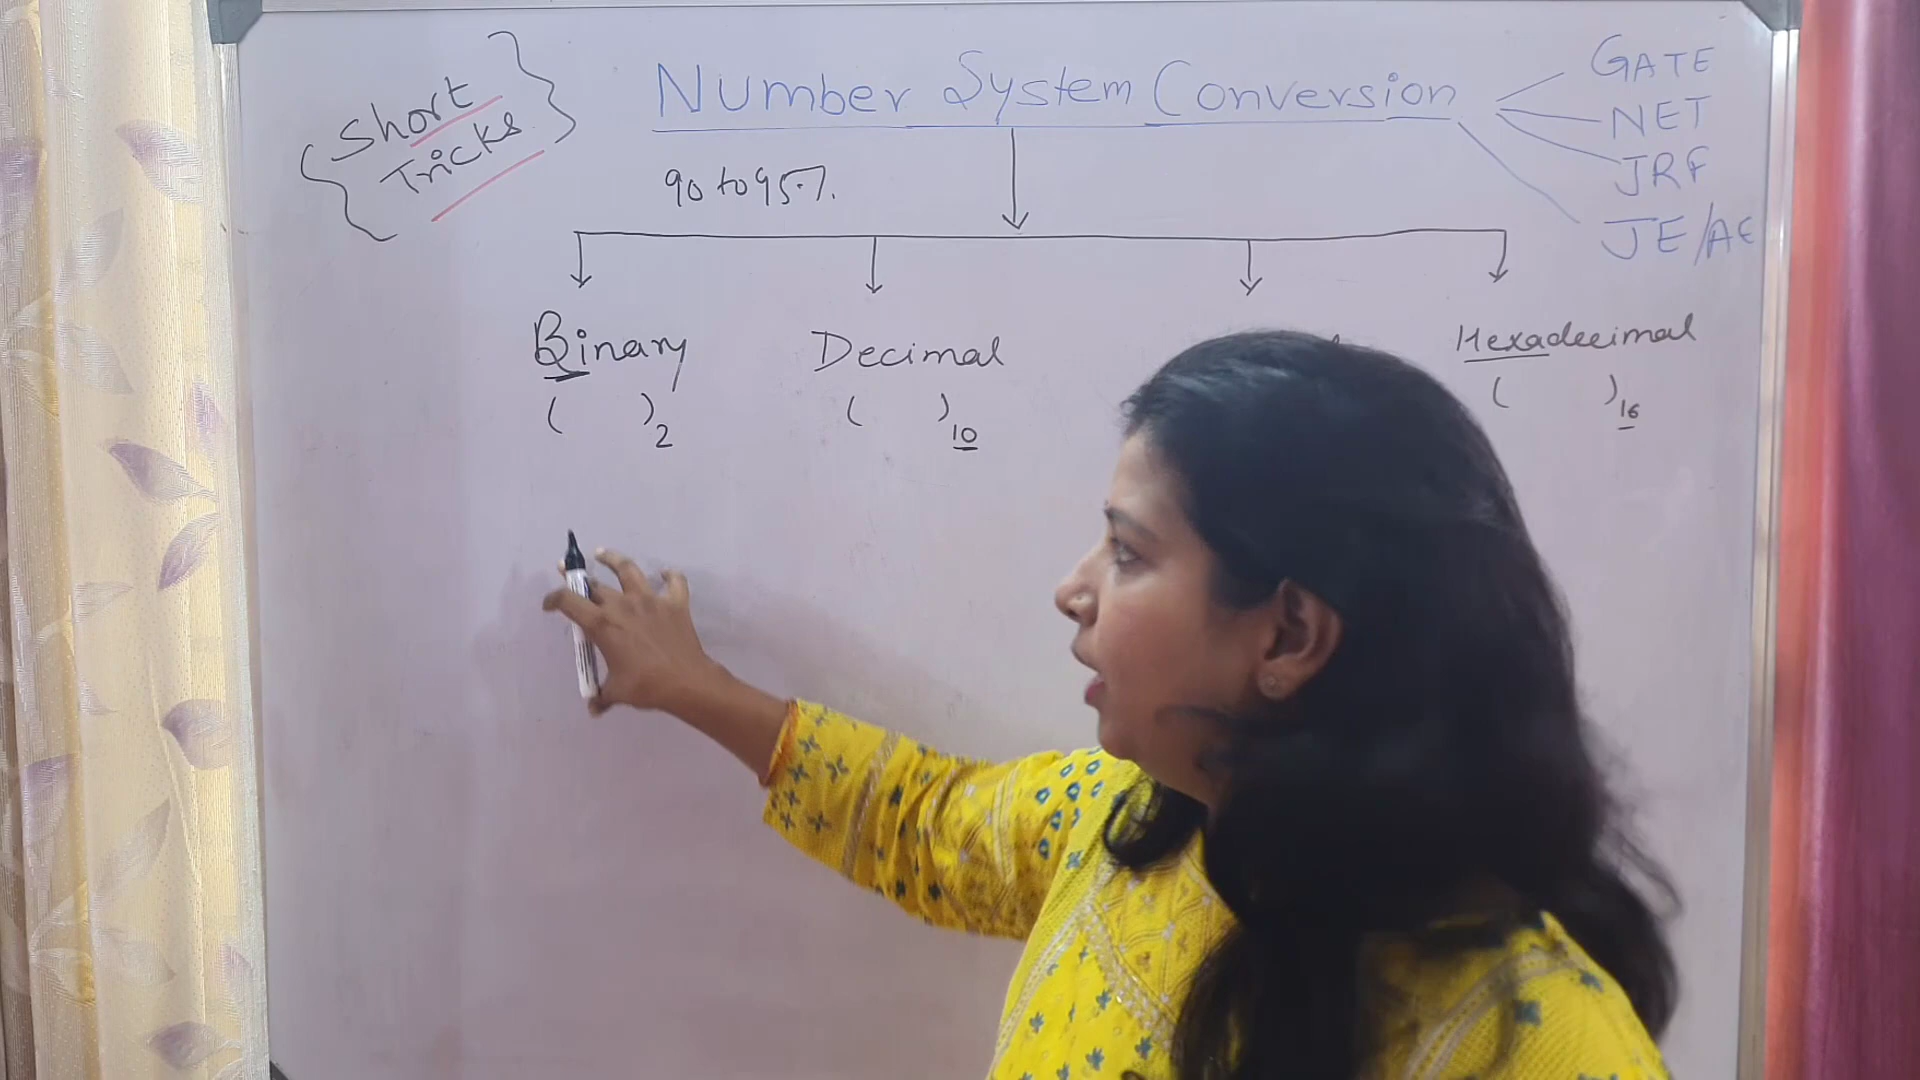 Short
Tricks
Number System Conversion
GATE
NET
JRF
JE/AE
90 to 95.%.
Binary
Decimal
Hexadecimal
( )2
( )10
( )16